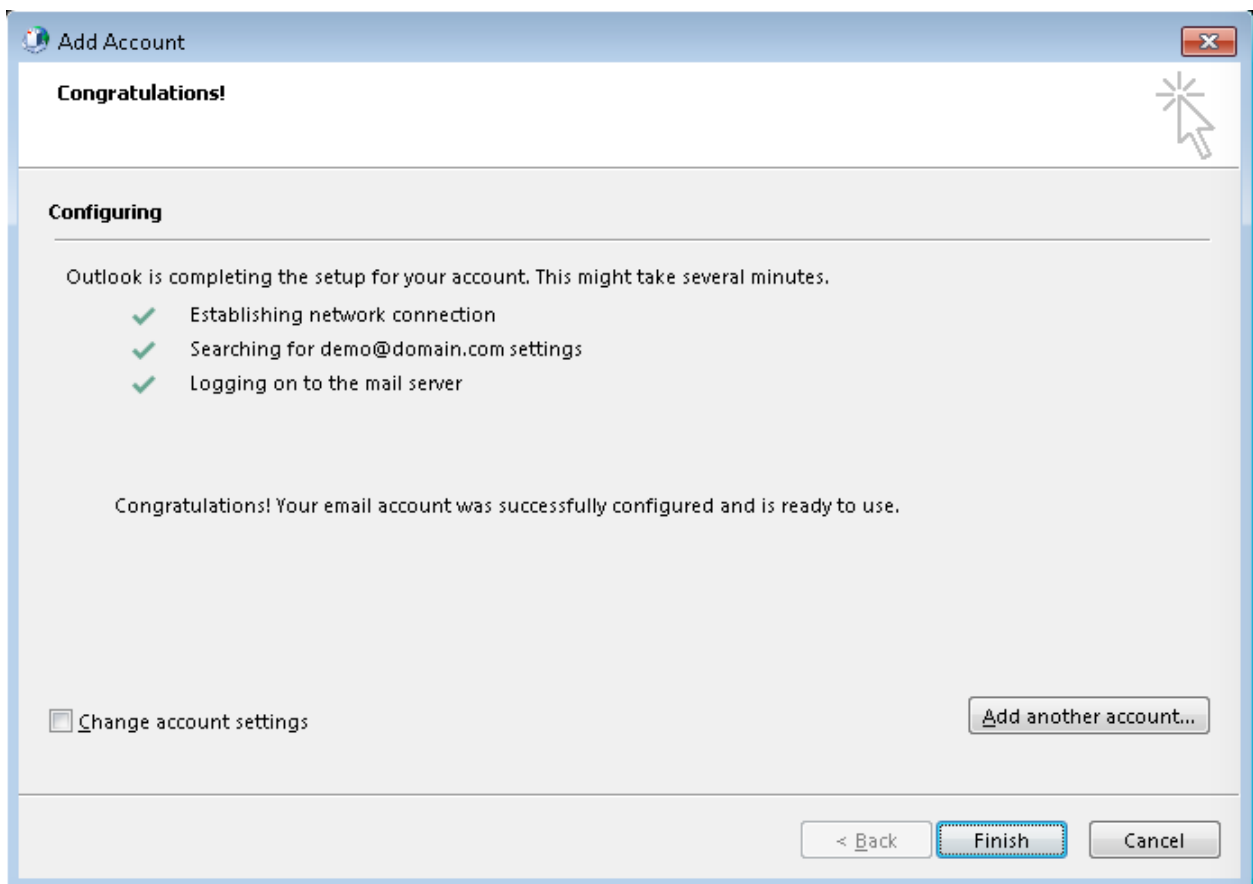 Add Account
Congratulations!
Configuring
Outlook is completing the setup for your account. This might take several minutes.
Establishing network connection
Searching for demo@domain.com settings
Logging on to the mail server
Congratulations! Your email account was successfully configured and is ready to use.
Change account settings
Add another account...
< Back
Finish
Cancel